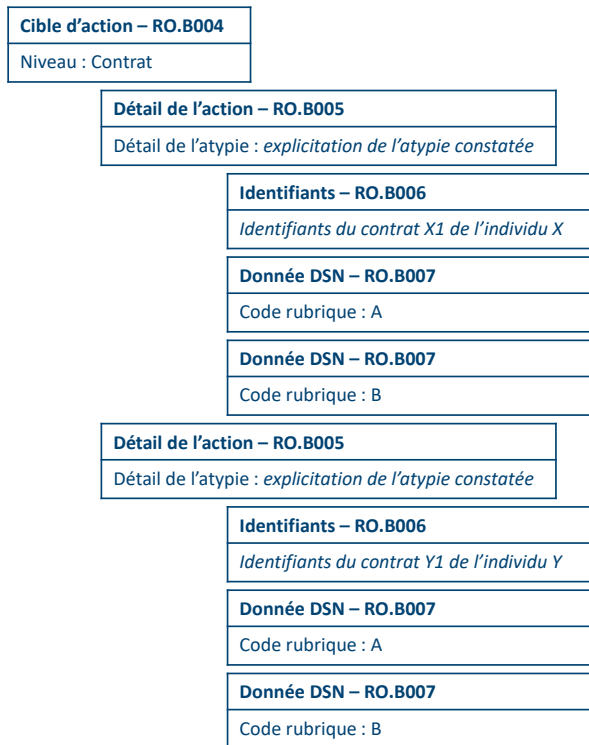 Cible d’action – RO.B004
Niveau : Contrat
Détail de l’action – RO.B005
Détail de l’atypie : explicitation de l’atypie constatée
Identifiants – RO.B006
Identifiants du contrat X1 de l’individu X
Donnée DSN – RO.B007
Code rubrique : A
Donnée DSN – RO.B007
Code rubrique : B
Détail de l’action – RO.B005
Détail de l’atypie : explicitation de l’atypie constatée
Identifiants – RO.B006
Identifiants du contrat Y1 de l’individu Y
Donnée DSN – RO.B007
Code rubrique : A
Donnée DSN – RO.B007
Code rubrique : B